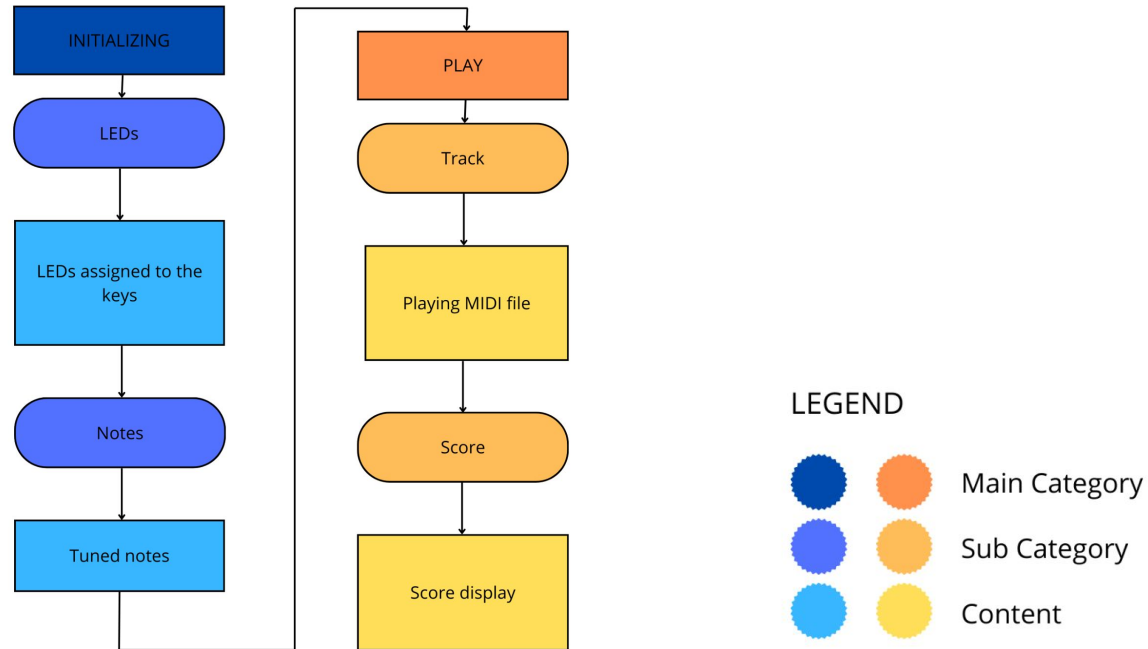 INITIALIZING
LEDs
LEDs assigned to the
keys
Notes
Tuned notes
PLAY
Track
Playing MIDI file
Score
Score display
LEGEND
Main Category
Sub Category
Content